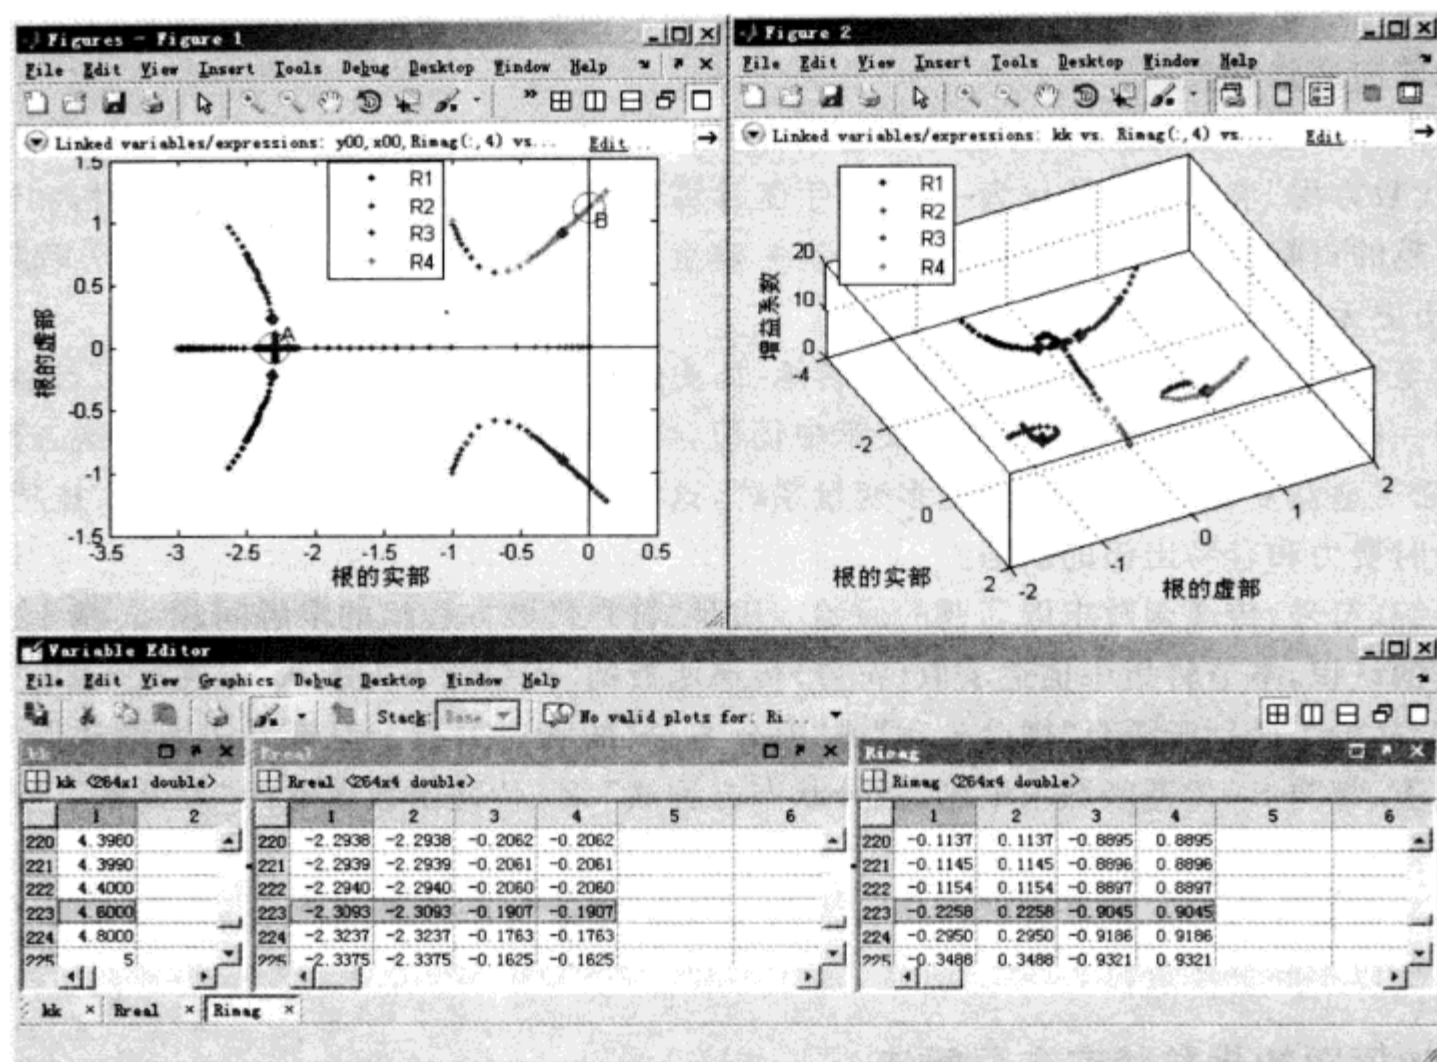 Figures - Figure 1
File Edit View Insert Tools Debug Desktop Window Help
Linked variables/expressions: y00,x00,Rimag(:,4) vs... Edit...
R1
R2
R3
R4
A
B
1.5
1
0.5
0
-0.5
-1
-1.5
-3.5 -3 -2.5 -2 -1.5 -1 -0.5 0 0.5
根的虚部
根的实部
Figure 2
File Edit View Insert Tools Desktop Window Help
Linked variables/expressions: kk vs. Rimag(:,4) vs.... Edit...
R1
R2
R3
R4
20
10
0
增益系数
-4
-2
0
2
根的实部
-2
-1
0
1
2
根的虚部
Variable Editor
File Edit View Graphics Debug Desktop Window Help
Stack: Base No valid plots for: Ri...
kk
kk <264x1 double>
1 2
220 4.3980
221 4.3990
222 4.4000
223 4.6000
224 4.8000
225 5
Rreal
Rreal <264x4 double>
1 2 3 4 5 6
220 -2.2938 -2.2938 -0.2062 -0.2062
221 -2.2939 -2.2939 -0.2061 -0.2061
222 -2.2940 -2.2940 -0.2060 -0.2060
223 -2.3093 -2.3093 -0.1907 -0.1907
224 -2.3237 -2.3237 -0.1763 -0.1763
225 -2.3375 -2.3375 -0.1625 -0.1625
Rimag
Rimag <264x4 double>
1 2 3 4 5 6
220 -0.1137 0.1137 -0.8895 0.8895
221 -0.1145 0.1145 -0.8896 0.8896
222 -0.1154 0.1154 -0.8897 0.8897
223 -0.2258 0.2258 -0.9045 0.9045
224 -0.2950 0.2950 -0.9186 0.9186
225 -0.3488 0.3488 -0.9321 0.9321
kk × Rreal × Rimag ×